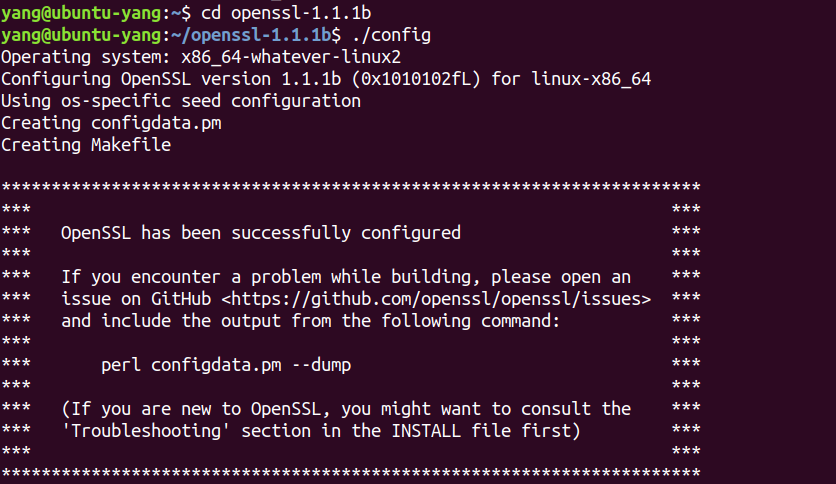 yang@ubuntu-yang:~$ cd openssl-1.1.1b
yang@ubuntu-yang:~/openssl-1.1.1b$ ./config
Operating system: x86_64-whatever-linux2
Configuring OpenSSL version 1.1.1b (0x1010102fL) for linux-x86_64
Using os-specific seed configuration
Creating configdata.pm
Creating Makefile

**********************************************************************
***                                                                ***
***   OpenSSL has been successfully configured                     ***
***                                                                ***
***   If you encounter a problem while building, please open an    ***
***   issue on GitHub <https://github.com/openssl/openssl/issues>  ***
***   and include the output from the following command:           ***
***                                                                ***
***       perl configdata.pm --dump                                ***
***                                                                ***
***   (If you are new to OpenSSL, you might want to consult the    ***
***   'Troubleshooting' section in the INSTALL file first)         ***
***                                                                ***
**********************************************************************